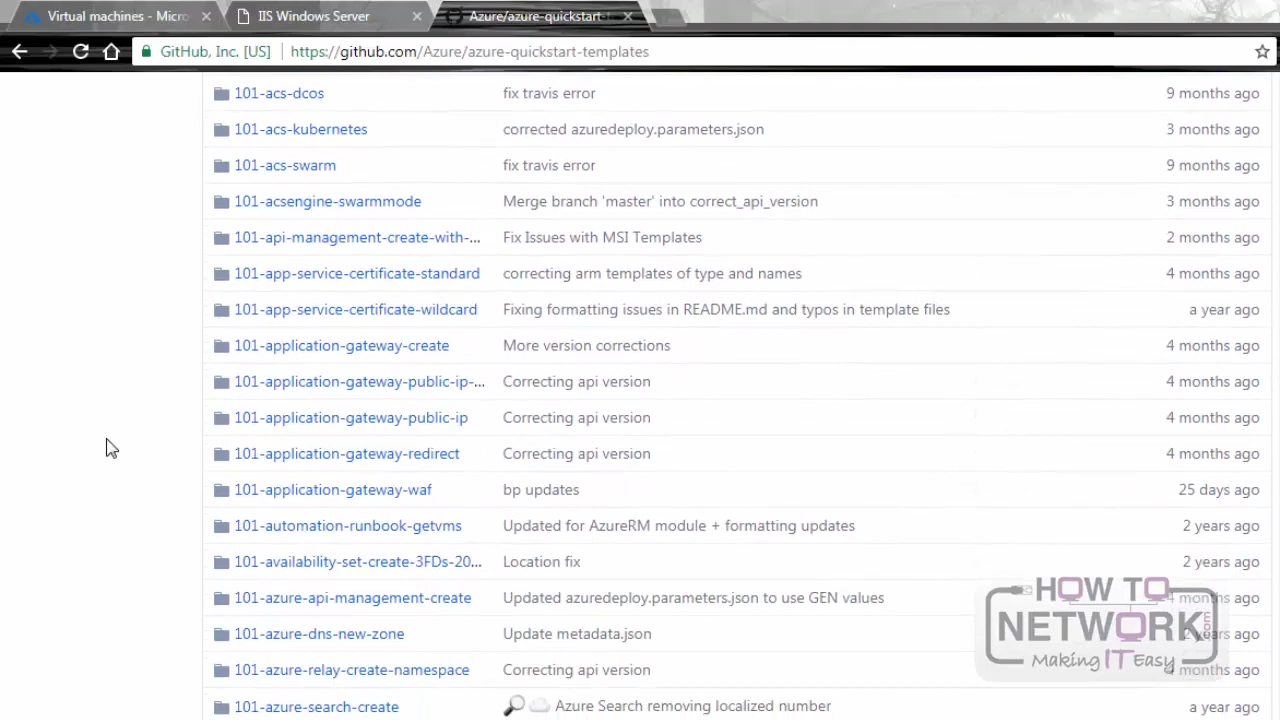 Virtual machines - Micro
IIS Windows Server
Azure/azure-quickstart
GitHub, Inc. [US] https://github.com/Azure/azure-quickstart-templates
101-acs-dcos fix travis error 9 months ago
101-acs-kubernetes corrected azuredeploy.parameters.json 3 months ago
101-acs-swarm fix travis error 9 months ago
101-acsengine-swarmmode Merge branch 'master' into correct_api_version 3 months ago
101-api-management-create-with-... Fix Issues with MSI Templates 2 months ago
101-app-service-certificate-standard correcting arm templates of type and names 4 months ago
101-app-service-certificate-wildcard Fixing formatting issues in README.md and typos in template files a year ago
101-application-gateway-create More version corrections 4 months ago
101-application-gateway-public-ip-... Correcting api version 4 months ago
101-application-gateway-public-ip Correcting api version 4 months ago
101-application-gateway-redirect Correcting api version 4 months ago
101-application-gateway-waf bp updates 25 days ago
101-automation-runbook-getvms Updated for AzureRM module + formatting updates 2 years ago
101-availability-set-create-3FDs-20... Location fix 2 years ago
101-azure-api-management-create Updated azuredeploy.parameters.json to use GEN values 4 months ago
101-azure-dns-new-zone Update metadata.json 2 years ago
101-azure-relay-create-namespace Correcting api version 4 months ago
101-azure-search-create Azure Search removing localized number a year ago
HOW TO
NETWORK.com
Making IT Easy